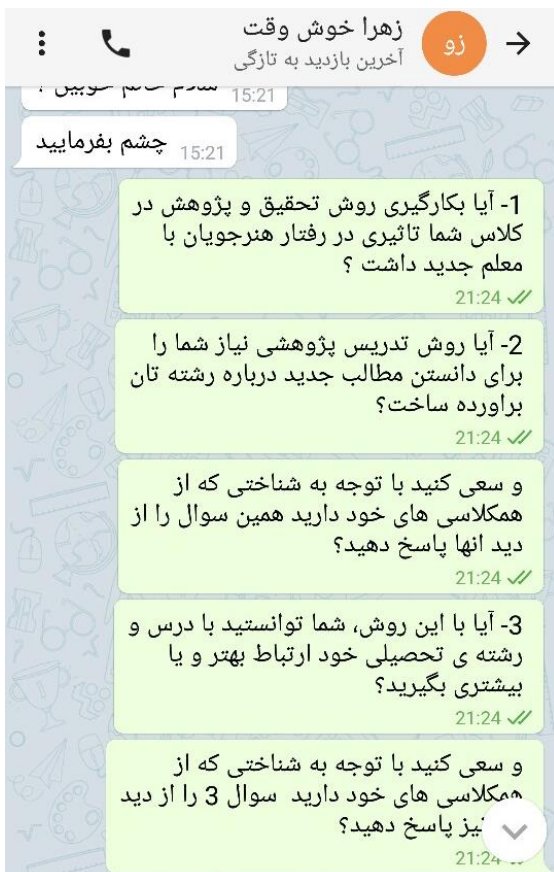 زهرا خوش وقت
آخرین بازدید به تازگی
زو
سلام خانم خوبین ؟
15:21
چشم بفرمایید
15:21
1- آیا بکارگیری روش تحقیق و پژوهش در
کلاس شما تاثیری در رفتار هنرجویان با
معلم جدید داشت ؟
21:24
2- آیا روش تدریس پژوهشی نیاز شما را
برای دانستن مطالب جدید درباره رشته تان
براورده ساخت؟
21:24
و سعی کنید با توجه به شناختی که از
همکلاسی های خود دارید همین سوال را از
دید انها پاسخ دهید؟
21:24
3- آیا با این روش، شما توانستید با درس و
رشته ی تحصیلی خود ارتباط بهتر و یا
بیشتری بگیرید؟
21:24
و سعی کنید با توجه به شناختی که از
همکلاسی های خود دارید سوال 3 را از دید
نیز پاسخ دهید؟
21:24